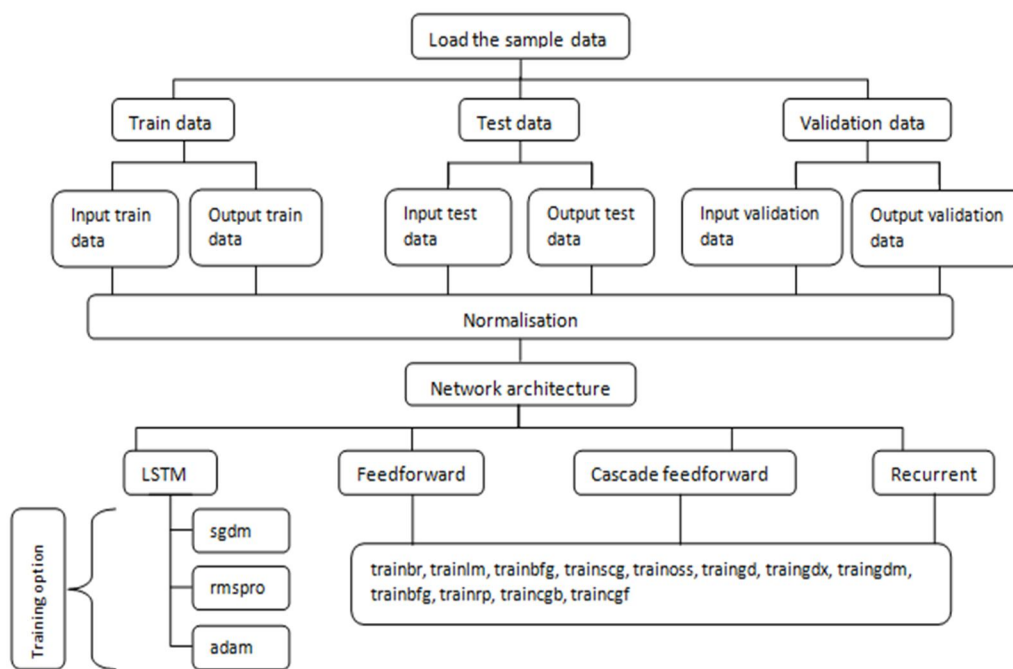 Load the sample data
Train data
Test data
Validation data
Input train
data
Output train
data
Input test
data
Output test
data
Input validation
data
Output validation
data
Normalisation
Network architecture
LSTM
Feedforward
Cascade feedforward
Recurrent
Training option
sgdm
rmspro
adam
trainbr, trainlm, trainbfg, trainscg, trainoss, traingd, traingdx, traingdm,
trainbfg, trainrp, traincgb, traincgf